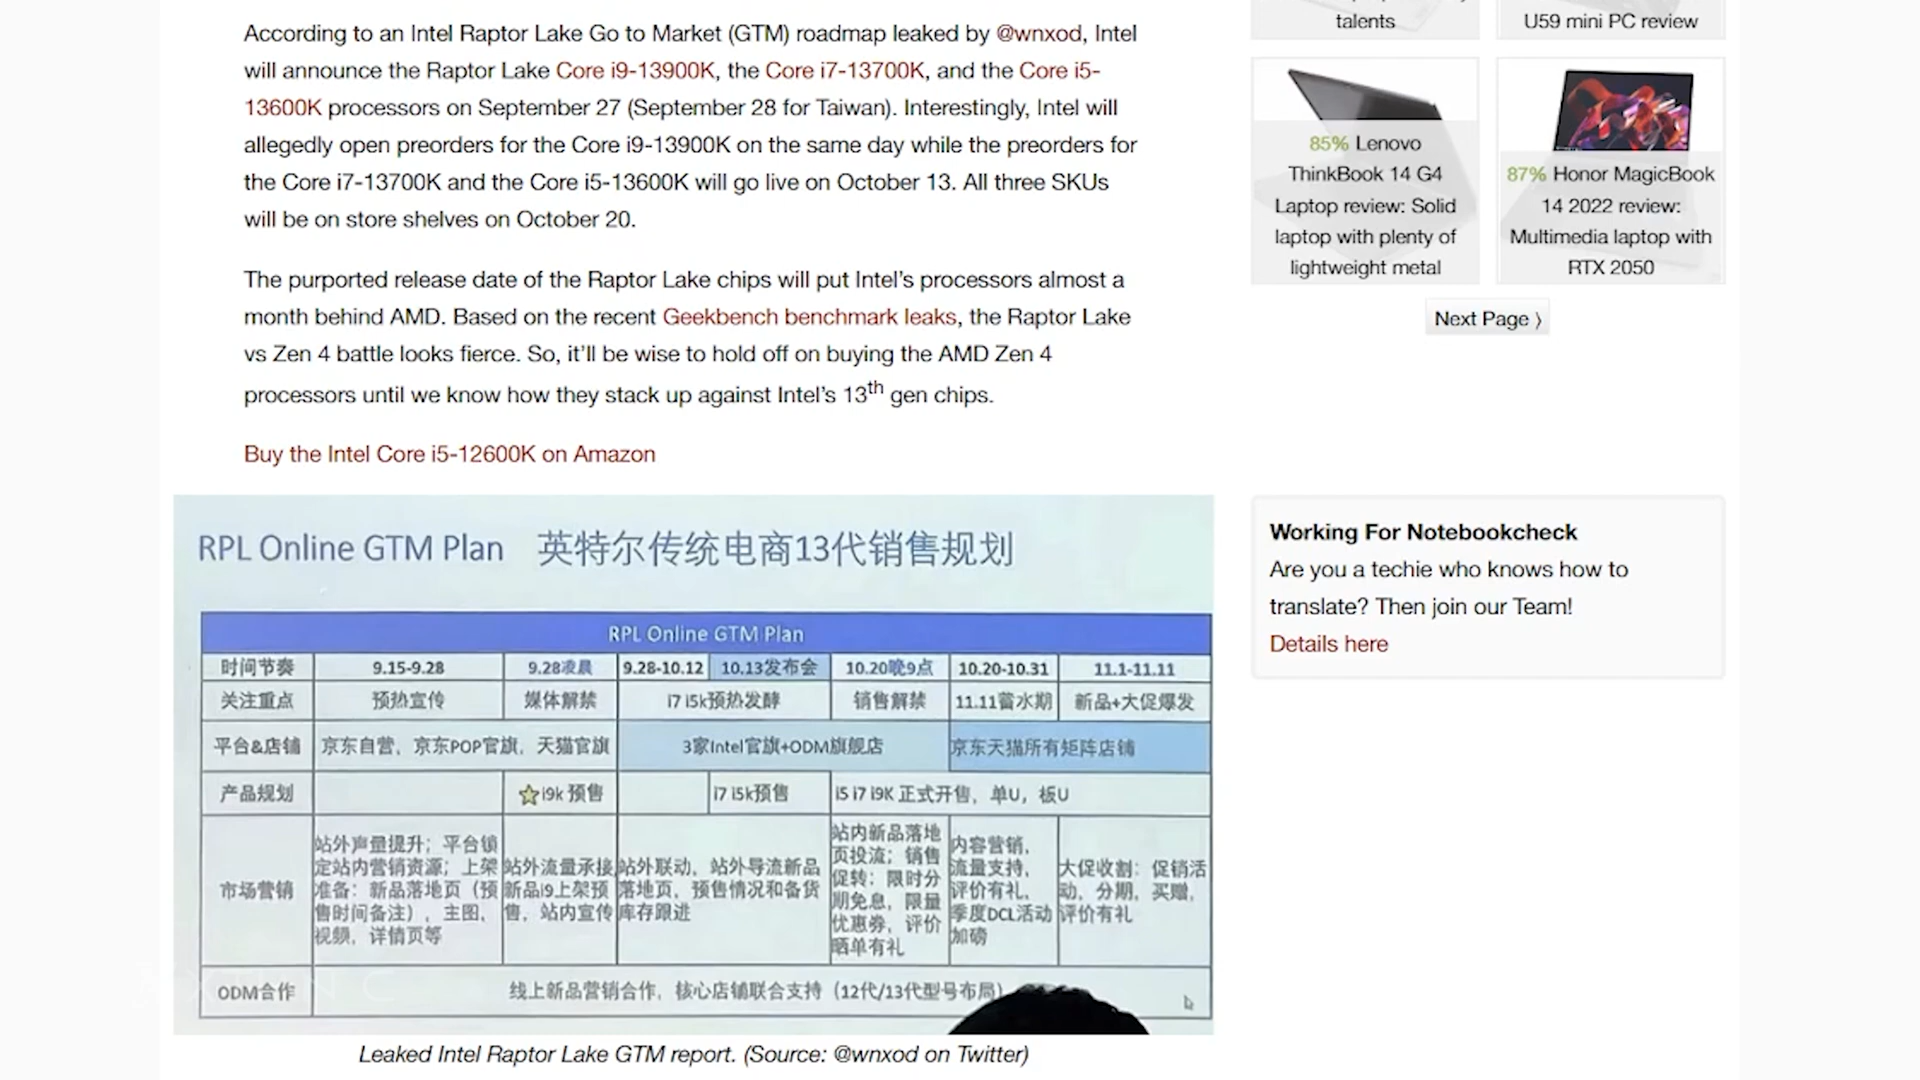 According to an Intel Raptor Lake Go to Market (GTM) roadmap leaked by @wnxod, Intel
will announce the Raptor Lake Core i9-13900K, the Core i7-13700K, and the Core i5-
13600K processors on September 27 (September 28 for Taiwan). Interestingly, Intel will
allegedly open preorders for the Core i9-13900K on the same day while the preorders for
the Core i7-13700K and the Core i5-13600K will go live on October 13. All three SKUs
will be on store shelves on October 20.
The purported release date of the Raptor Lake chips will put Intel's processors almost a
month behind AMD. Based on the recent Geekbench benchmark leaks, the Raptor Lake
vs Zen 4 battle looks fierce. So, it'll be wise to hold off on buying the AMD Zen 4
processors until we know how they stack up against Intel's 13th gen chips.
Buy the Intel Core i5-12600K on Amazon
RPL Online GTM Plan 英特尔传统电商13代销售规划
RPL Online GTM Plan
时间节奏 9.15-9.28 9.28凌晨 9.28-10.12 10.13发布会 10.20晚9点 10.20-10.31 11.1-11.11
关注重点 预热宣传 媒体解禁 i7 i5k预热发酵 销售解禁 11.11蓄水期 新品+大促爆发
平台&店铺 京东自营，京东POP官旗，天猫官旗 3家Intel官旗+ODM旗舰店 京东天猫所有矩阵店铺
产品规划 i9k 预售 i7 i5k预售 i5 i7 i9K 正式开售，单U，板U
市场营销
站外声量提升；平台锁
定站内营销资源；上架
准备：新品落地页（预
售时间备注），主图，
视频，详情页等
站外流量承接
新品i9上架预
售，站内宣传
站外联动，站外导流新品
落地页，预售情况和备货
库存跟进
站内新品落地
页投流；销售
促转；限时分
期免息，限量
优惠券，评价
晒单有礼
内容营销，
流量支持，
评价有礼，
季度DCL活动
加磅
大促收割：促销活
动，分期，买赠，
评价有礼
ODM合作 线上新品营销合作，核心店铺联合支持（12代/13代型号布局）
Leaked Intel Raptor Lake GTM report. (Source: @wnxod on Twitter)
talents
U59 mini PC review
85% Lenovo
ThinkBook 14 G4
Laptop review: Solid
laptop with plenty of
lightweight metal
87% Honor MagicBook
14 2022 review:
Multimedia laptop with
RTX 2050
Next Page ⟩
Working For Notebookcheck
Are you a techie who knows how to
translate? Then join our Team!
Details here